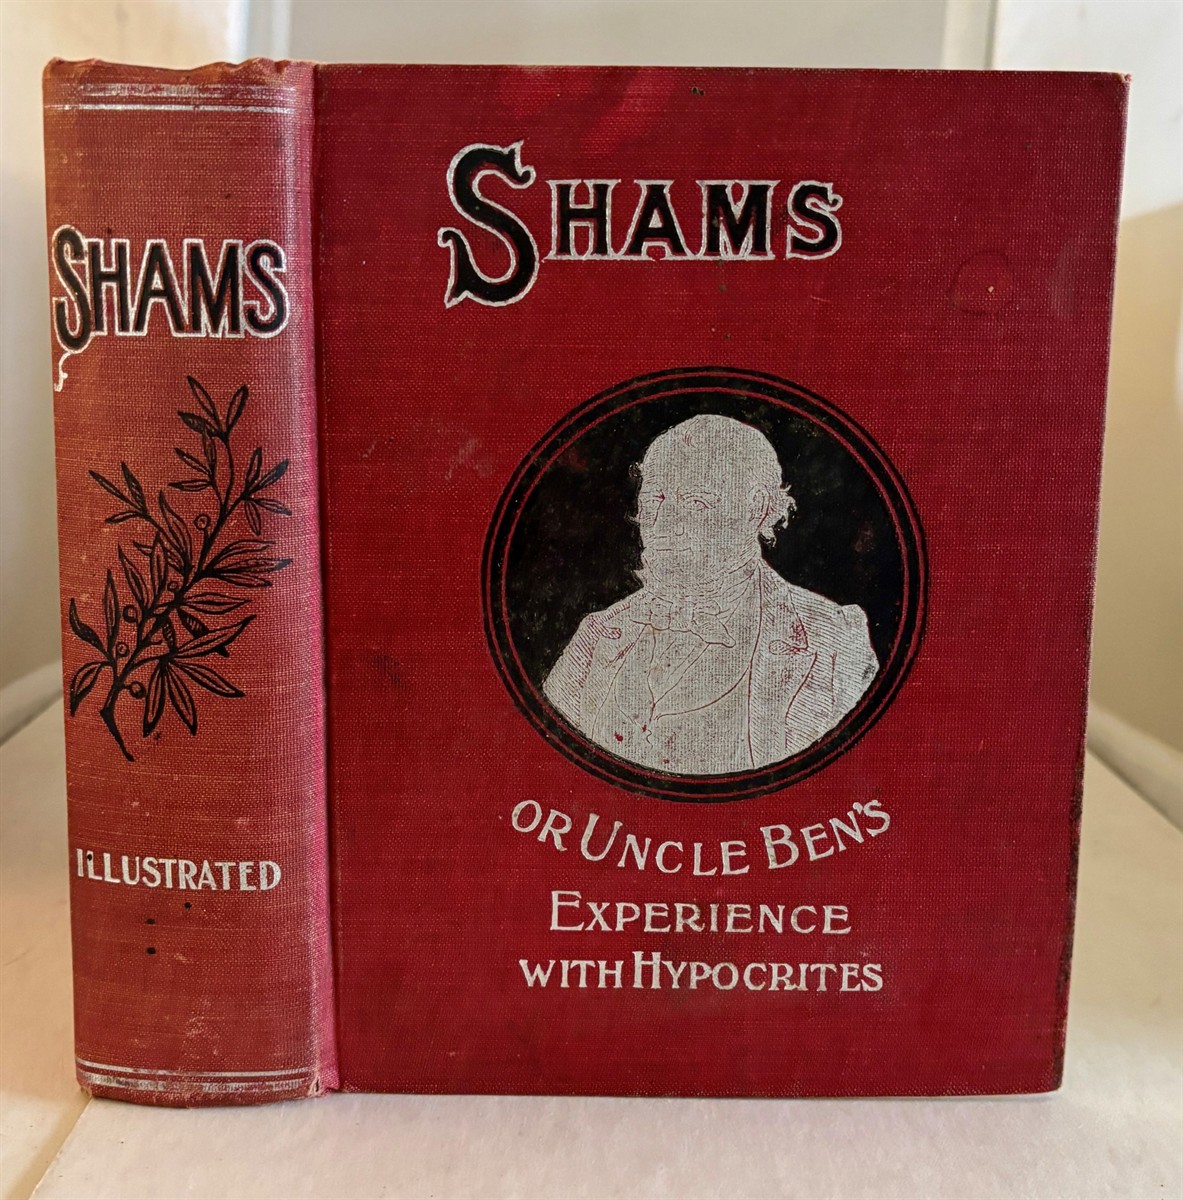 SHAMS
ILLUSTRATED
SHAMS
OR UNCLE BEN'S
EXPERIENCE
WITH HYPOCRITES